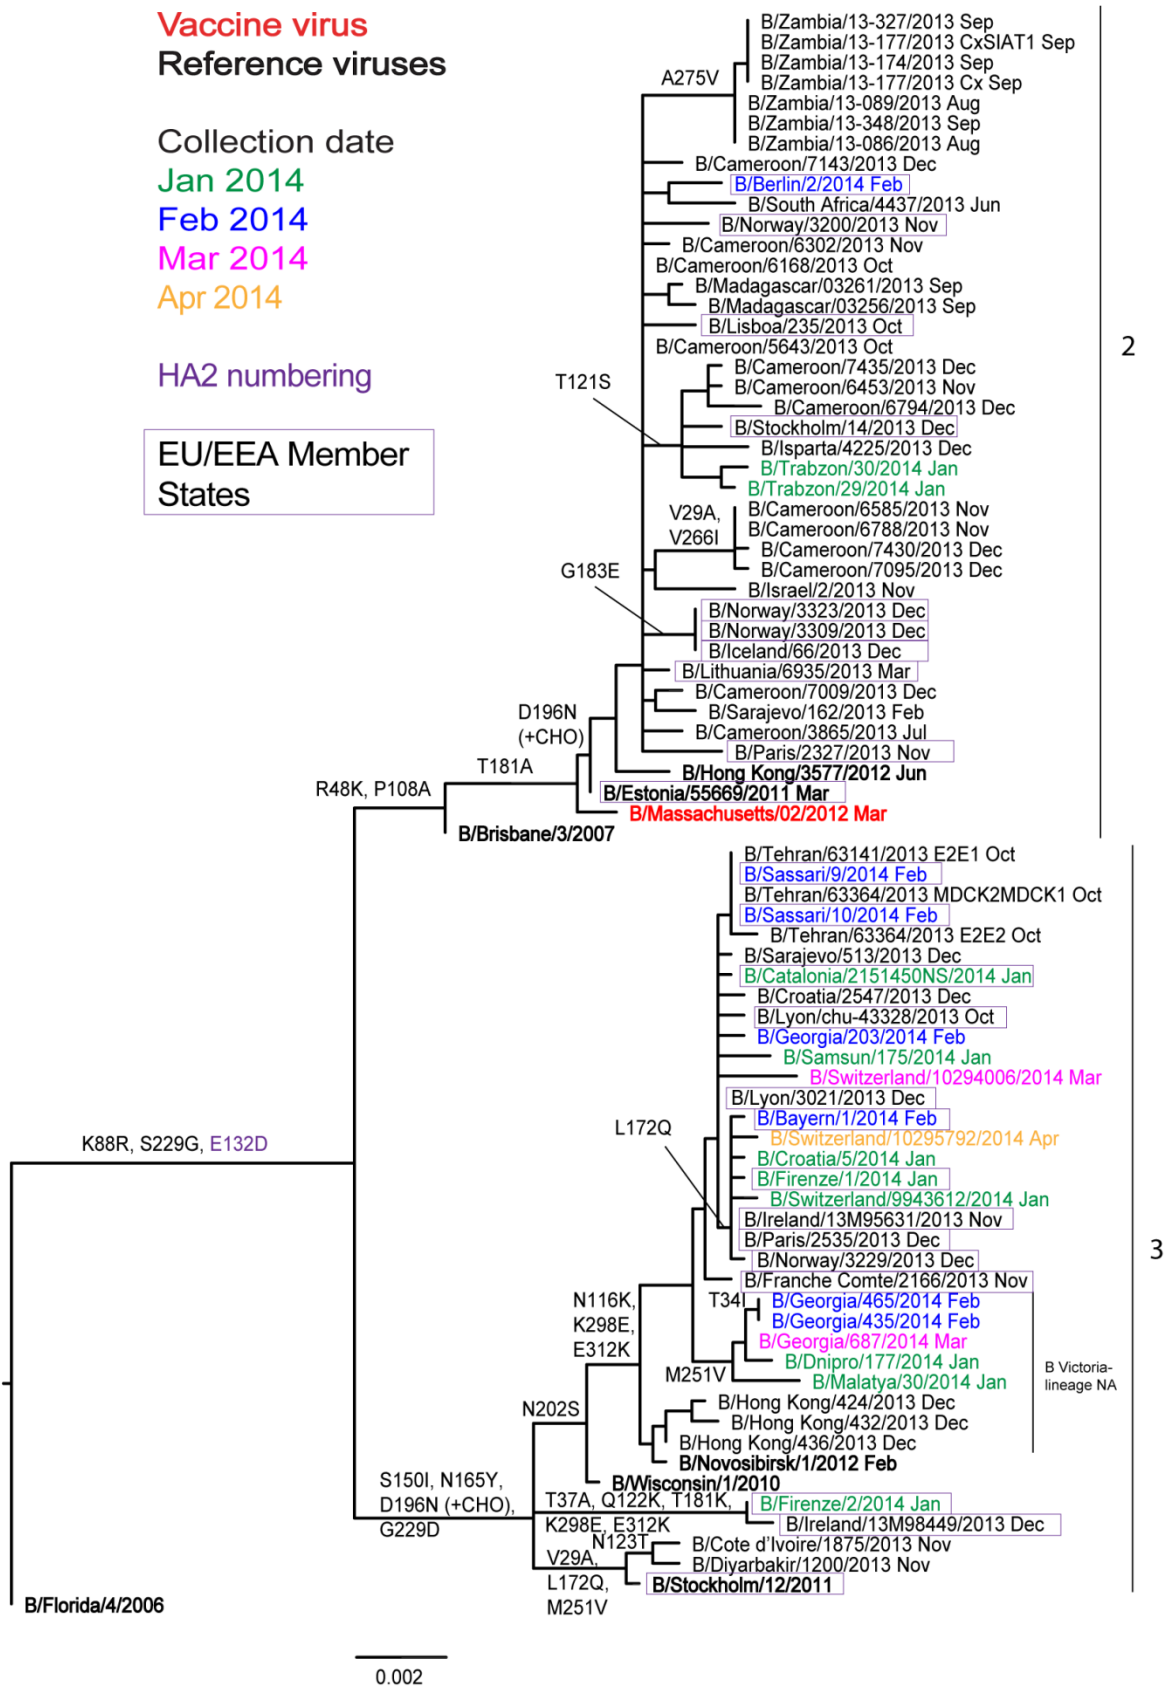 Vaccine virus
Reference viruses
Collection date
Jan 2014
Feb 2014
Mar 2014
Apr 2014
HA2 numbering
EU/EEA Member
States
B/Zambia/13-327/2013 Sep
B/Zambia/13-177/2013 CxSIAT1 Sep
B/Zambia/13-174/2013 Sep
A275V
B/Zambia/13-177/2013 Cx Sep
B/Zambia/13-089/2013 Aug
B/Zambia/13-348/2013 Sep
B/Zambia/13-086/2013 Aug
B/Cameroon/7143/2013 Dec
B/Berlin/2/2014 Feb
B/South Africa/4437/2013 Jun
B/Norway/3200/2013 Nov
B/Cameroon/6302/2013 Nov
B/Cameroon/6168/2013 Oct
B/Madagascar/03261/2013 Sep
B/Madagascar/03256/2013 Sep
B/Lisboa/235/2013 Oct
B/Cameroon/5643/2013 Oct
2
B/Cameroon/7435/2013 Dec
T121S
B/Cameroon/6453/2013 Nov
B/Cameroon/6794/2013 Dec
B/Stockholm/14/2013 Dec
B/Isparta/4225/2013 Dec
B/Trabzon/30/2014 Jan
B/Trabzon/29/2014 Jan
B/Cameroon/6585/2013 Nov
V29A,
V266I
B/Cameroon/6788/2013 Nov
B/Cameroon/7430/2013 Dec
B/Cameroon/7095/2013 Dec
G183E
B/Israel/2/2013 Nov
B/Norway/3323/2013 Dec
B/Norway/3309/2013 Dec
B/Iceland/66/2013 Dec
B/Lithuania/6935/2013 Mar
B/Cameroon/7009/2013 Dec
B/Sarajevo/162/2013 Feb
D196N
(+CHO)
B/Cameroon/3865/2013 Jul
B/Paris/2327/2013 Nov
T181A
B/Hong Kong/3577/2012 Jun
R48K, P108A
B/Estonia/55669/2011 Mar
B/Massachusetts/02/2012 Mar
B/Brisbane/3/2007
B/Tehran/63141/2013 E2E1 Oct
B/Sassari/9/2014 Feb
B/Tehran/63364/2013 MDCK2MDCK1 Oct
B/Sassari/10/2014 Feb
B/Tehran/63364/2013 E2E2 Oct
B/Sarajevo/513/2013 Dec
B/Catalonia/2151450NS/2014 Jan
B/Croatia/2547/2013 Dec
B/Lyon/chu-43328/2013 Oct
B/Georgia/203/2014 Feb
B/Samsun/175/2014 Jan
B/Switzerland/10294006/2014 Mar
B/Lyon/3021/2013 Dec
B/Bayern/1/2014 Feb
L172Q
B/Switzerland/10295792/2014 Apr
K88R, S229G, E132D
B/Croatia/5/2014 Jan
B/Firenze/1/2014 Jan
B/Switzerland/9943612/2014 Jan
B/Ireland/13M95631/2013 Nov
B/Paris/2535/2013 Dec
3
B/Norway/3229/2013 Dec
B/Franche Comte/2166/2013 Nov
N116K,
K298E,
E312K
T34I
B/Georgia/465/2014 Feb
B/Georgia/435/2014 Feb
B/Georgia/687/2014 Mar
B/Dnipro/177/2014 Jan
M251V
B/Malatya/30/2014 Jan
B Victoria-
lineage NA
B/Hong Kong/424/2013 Dec
N202S
B/Hong Kong/432/2013 Dec
B/Hong Kong/436/2013 Dec
B/Novosibirsk/1/2012 Feb
B/Wisconsin/1/2010
S150I, N165Y,
D196N (+CHO),
G229D
T37A, Q122K, T181K,
K298E, E312K
B/Firenze/2/2014 Jan
B/Ireland/13M98449/2013 Dec
N123T
B/Cote d'Ivoire/1875/2013 Nov
V29A,
L172Q,
M251V
B/Diyarbakir/1200/2013 Nov
B/Stockholm/12/2011
B/Florida/4/2006
0.002